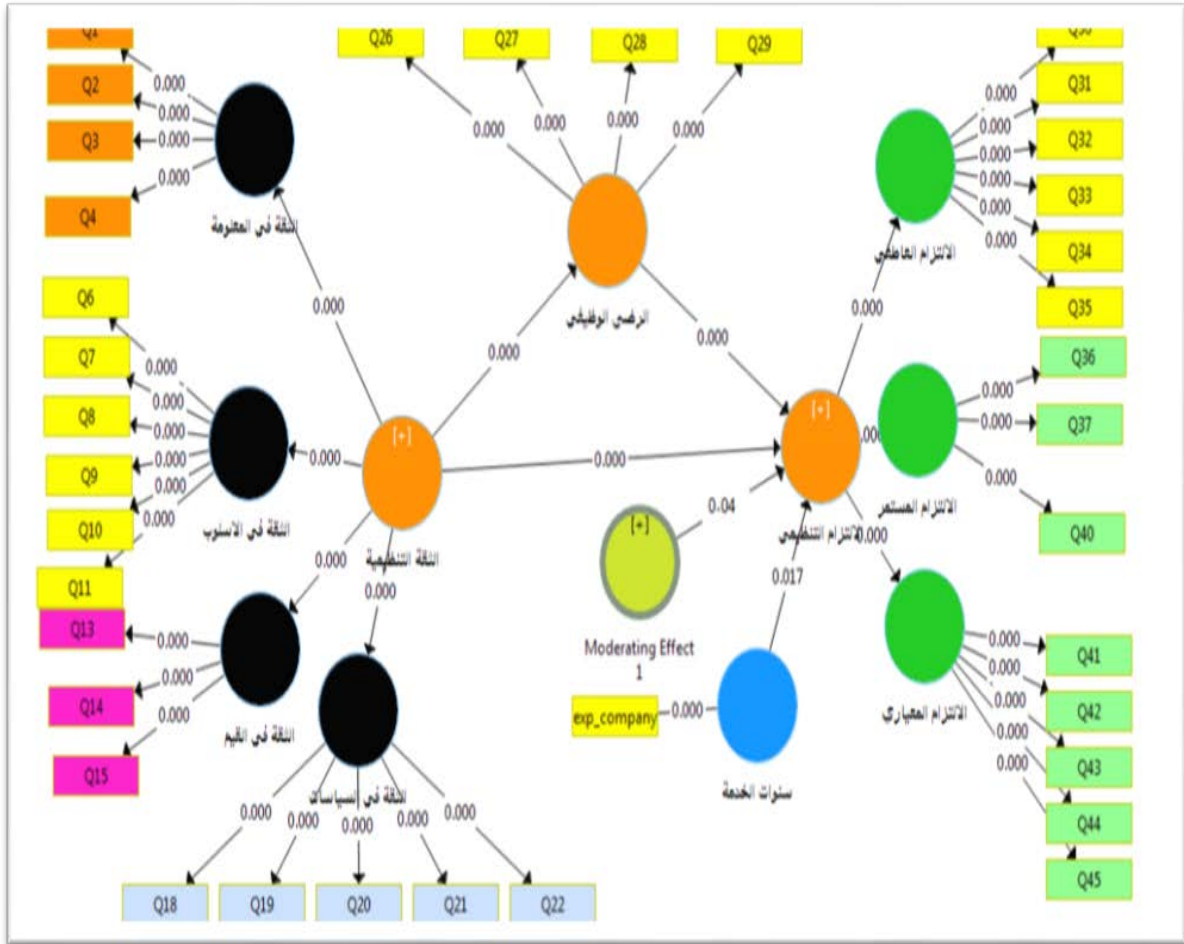 Q1
Q2
Q3
Q4
0.000
0.000
0.000
0.000
الثقة في المعلومة
Q26
Q27
Q28
Q29
0.000
0.000
0.000
0.000
الرضى الوظيفي
Q30
Q31
Q32
Q33
Q34
Q35
0.000
0.000
0.000
0.000
0.000
0.000
الالتزام العاطفي
0.000
0.000
0.000
0.000
Q6
Q7
Q8
Q9
Q10
Q11
0.000
0.000
0.000
0.000
0.000
0.000
الثقة في الاسلوب
0.000
[+]
الثقة التنظيمية
0.000
[+]
الالتزام التنظيمي
Q36
Q37
Q40
0.000
0.000
0.000
الالتزام المستمر
0.000
0.000
0.000
[+]
0.04
Moderating Effect
1
0.017
Q13
Q14
Q15
0.000
0.000
0.000
الثقة في القيم
exp_company
0.000
سنوات الخدمة
Q41
Q42
Q43
Q44
Q45
0.000
0.000
0.000
0.000
0.000
الالتزام المعياري
الثقة في السياسات
0.000
0.000
0.000
0.000
0.000
Q18
Q19
Q20
Q21
Q22